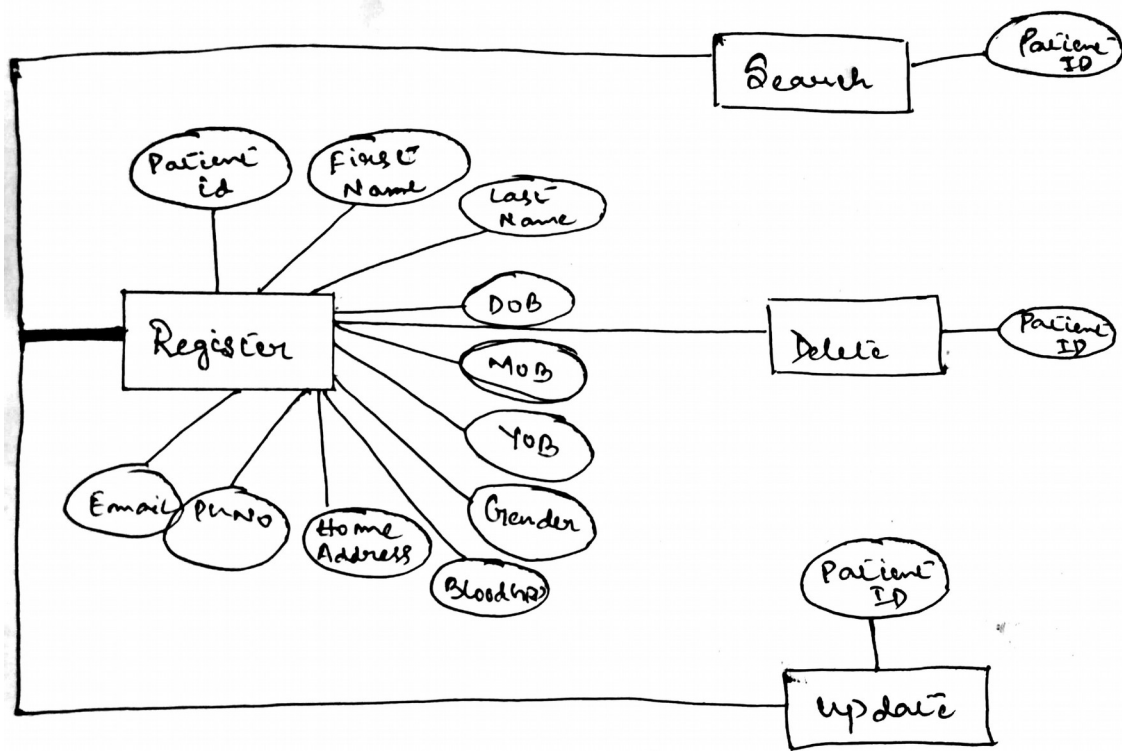 Patient
ID
Search
Patient
id
First
Name
Last
Name
DOB
Register
MOB
YOB
Gender
Delete
Patient
ID
Email
PHNO
Home
Address
Patient
ID
Update